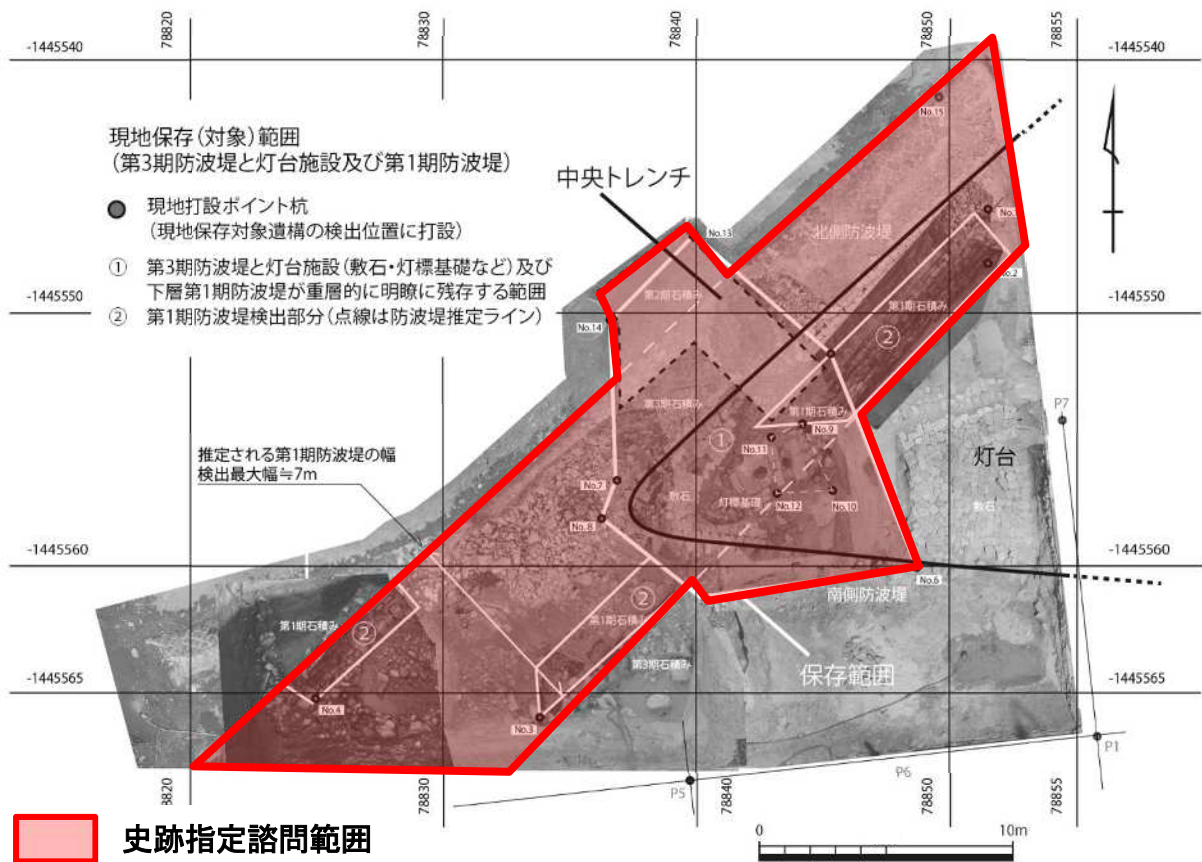 78820
78830
78840
78850
78855
-1445540
-1445540
現地保存(対象)範囲
(第3期防波堤と灯台施設及び第1期防波堤)
現地打設ポイント杭
(現地保存対象遺構の検出位置に打設)
① 第3期防波堤と灯台施設(敷石・灯標基礎など)及び
下層第1期防波堤が重層的に明瞭に残存する範囲
② 第1期防波堤検出部分(点線は防波堤推定ライン)
中央トレンチ
No.15
No.13
北側防波堤
No.2
第2期石積み
第1期石積み
-1445550
-1445550
No.14
②
第3期石積み
第1期石積み
No.9
①
No.11
P7
灯台
推定される第1期防波堤の幅
検出最大幅≒7m
No.7
敷石
灯標基礎
No.12
No.10
敷石
No.8
-1445560
-1445560
No.6
南側防波堤
第1期石積み
②
②
第1期石積み
第3期石積み
保存範囲
-1445565
-1445565
No.4
No.3
P1
P6
P5
78820
78830
78840
78850
78855
史跡指定諮問範囲
0
10m